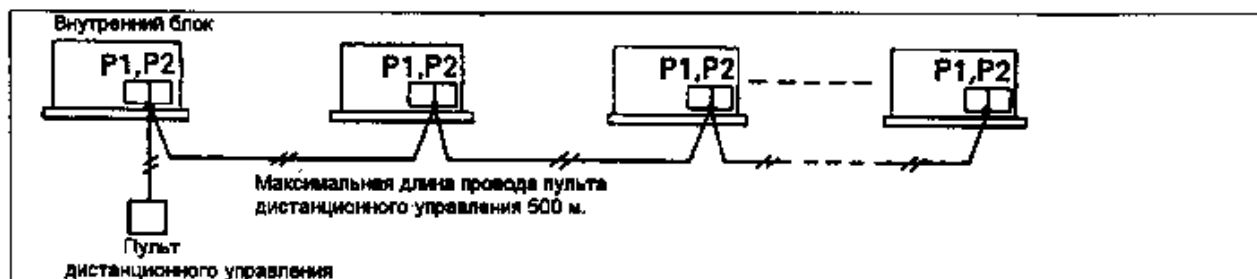 Внутренний блок
P1,P2
P1,P2
P1,P2
P1,P2
Максимальная длина провода пульта
дистанционного управления 500 м.
Пульт
дистанционного управления